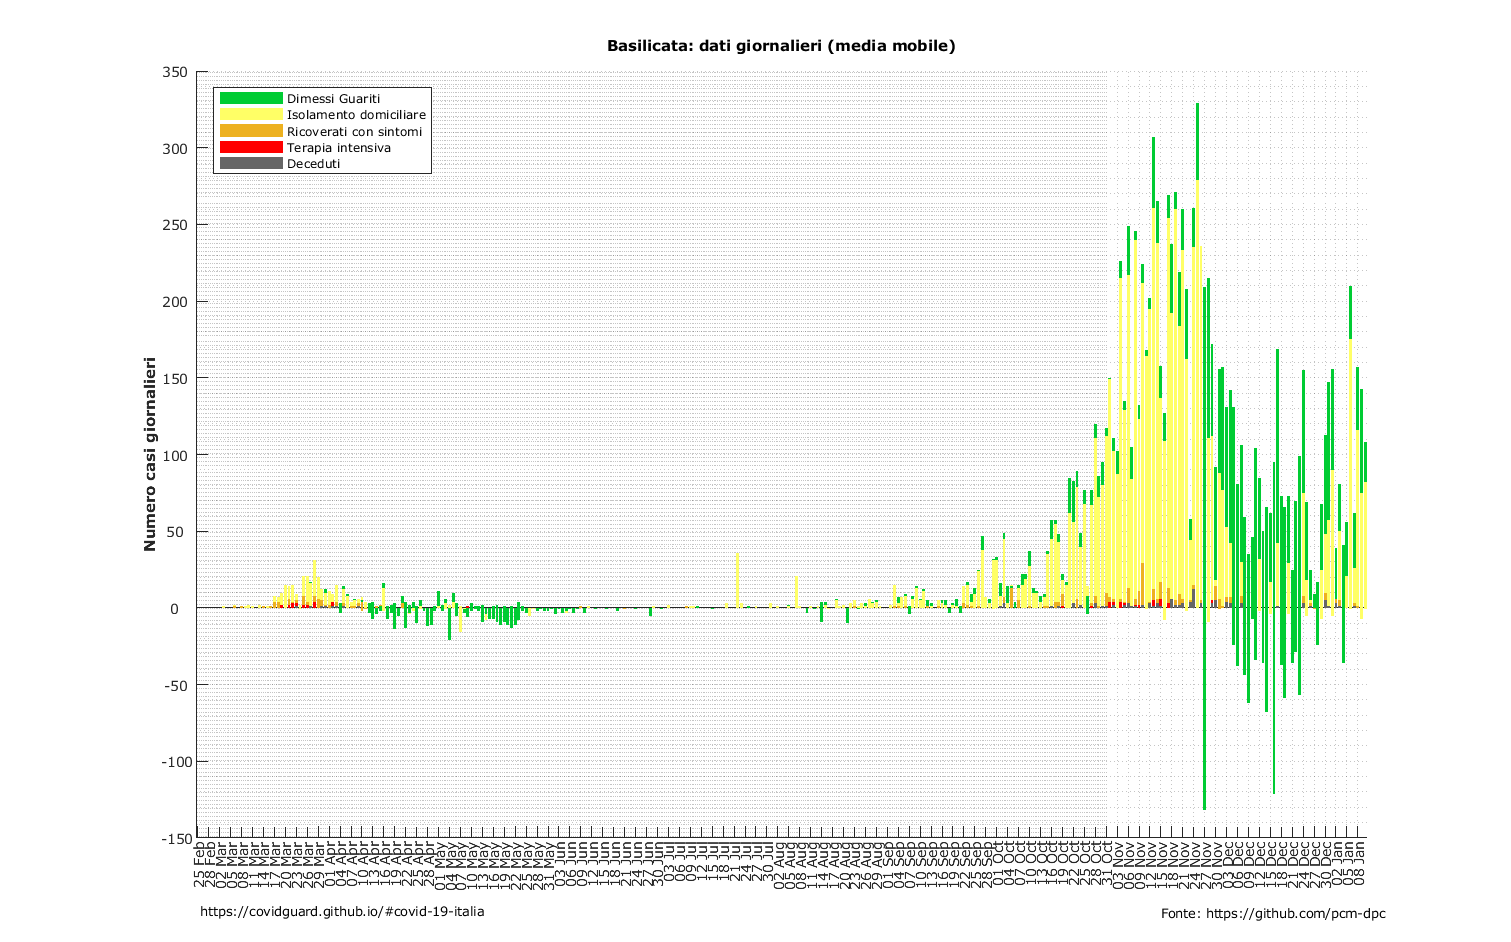 Basilicata: dati giornalieri (media mobile)
Dimessi Guariti
Isolamento domiciliare
Ricoverati con sintomi
Terapia intensiva
Deceduti
Numero casi giornalieri
350
300
250
200
150
100
50
0
-50
-100
-150
25 Feb
28 Feb
02 Mar
05 Mar
08 Mar
11 Mar
14 Mar
17 Mar
20 Mar
23 Mar
26 Mar
29 Mar
01 Apr
04 Apr
07 Apr
10 Apr
13 Apr
16 Apr
19 Apr
22 Apr
25 Apr
28 Apr
01 May
04 May
07 May
10 May
13 May
16 May
19 May
22 May
25 May
28 May
31 May
03 Jun
06 Jun
09 Jun
12 Jun
15 Jun
18 Jun
21 Jun
24 Jun
27 Jun
30 Jun
03 Jul
06 Jul
09 Jul
12 Jul
15 Jul
18 Jul
21 Jul
24 Jul
27 Jul
30 Jul
02 Aug
05 Aug
08 Aug
11 Aug
14 Aug
17 Aug
20 Aug
23 Aug
26 Aug
29 Aug
01 Sep
04 Sep
07 Sep
10 Sep
13 Sep
16 Sep
19 Sep
22 Sep
25 Sep
28 Sep
01 Oct
04 Oct
07 Oct
10 Oct
13 Oct
16 Oct
19 Oct
22 Oct
25 Oct
28 Oct
31 Oct
03 Nov
06 Nov
09 Nov
12 Nov
15 Nov
18 Nov
21 Nov
24 Nov
27 Nov
30 Nov
03 Dec
06 Dec
09 Dec
12 Dec
15 Dec
18 Dec
21 Dec
24 Dec
27 Dec
30 Dec
02 Jan
05 Jan
08 Jan
https://covidguard.github.io/#covid-19-italia
Fonte: https://github.com/pcm-dpc